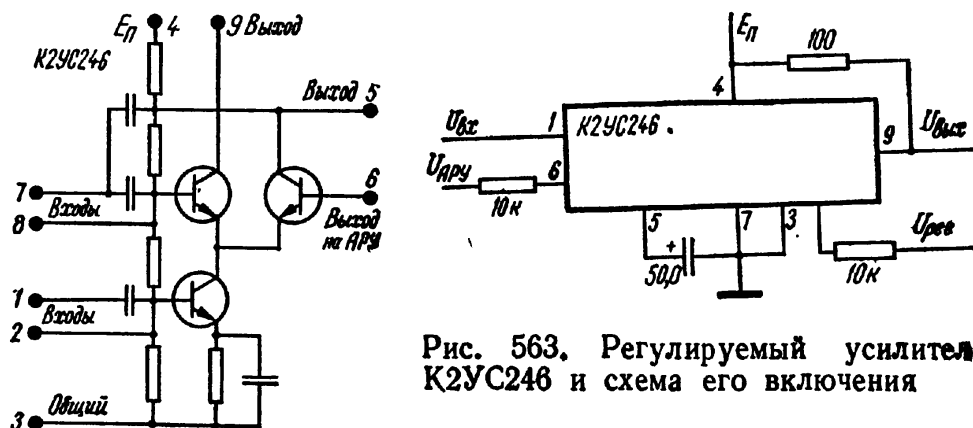 Eп 4
9 Выход
К2УС246
Выход 5
7
Входы
8
6
Выход
на АРУ
1
Входы
2
3
Общий
Eп
100
4
Uвх
1
К2УС246
9
Uвых
UАРУ
6
10к
5
7
3
+
50,0
Uрег
10к
Рис. 563. Регулируемый усилитель
К2УС246 и схема его включения